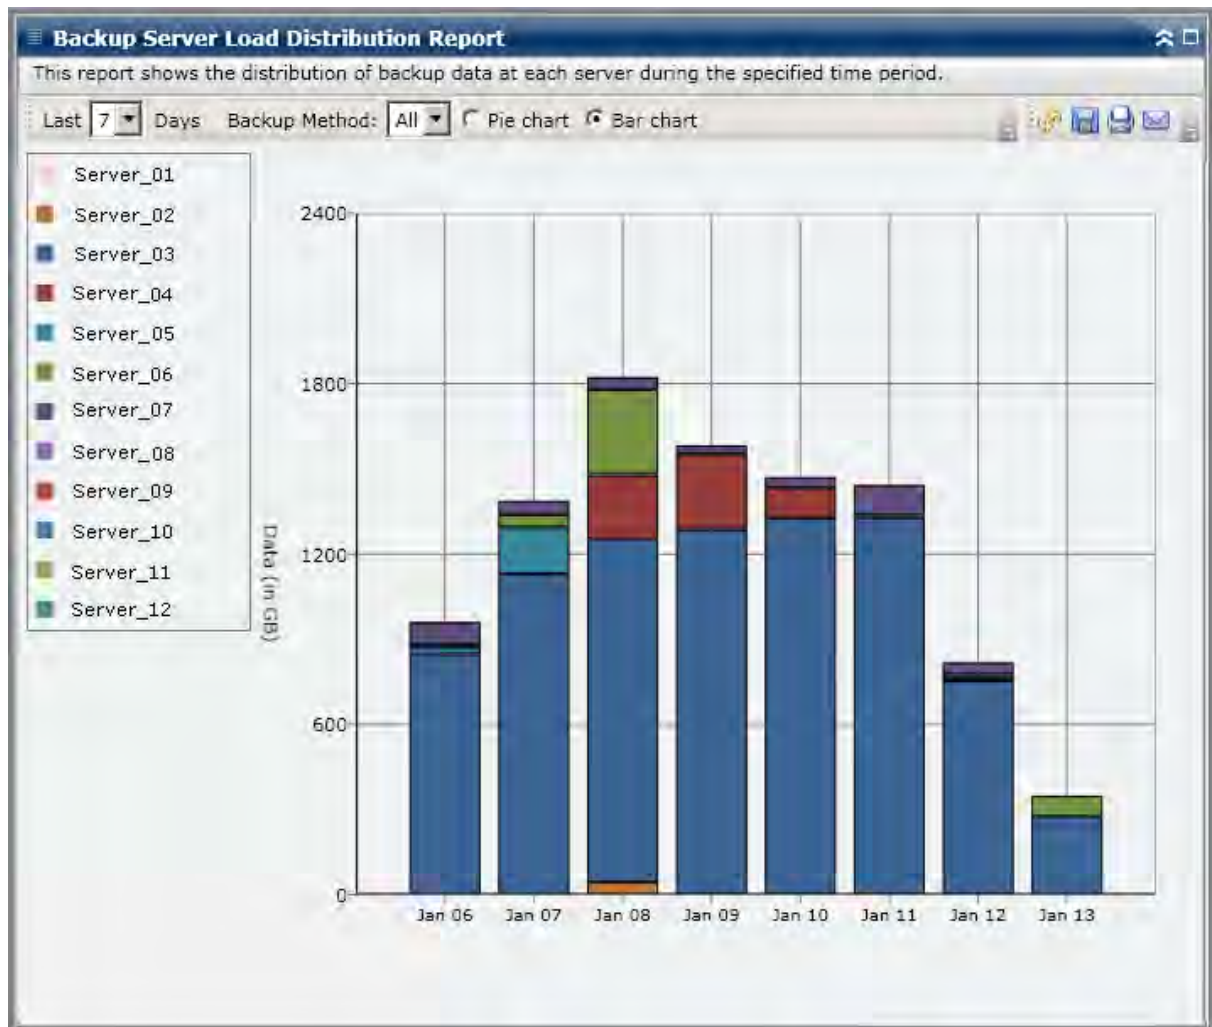 Backup Server Load Distribution Report
This report shows the distribution of backup data at each server during the specified time period.
Last 7 Days Backup Method: All Pie chart Bar chart
Server_01
Server_02
Server_03
Server_04
Server_05
Server_06
Server_07
Server_08
Server_09
Server_10
Server_11
Server_12
Data (in GB)
2400
1800
1200
600
0
Jan 06 Jan 07 Jan 08 Jan 09 Jan 10 Jan 11 Jan 12 Jan 13